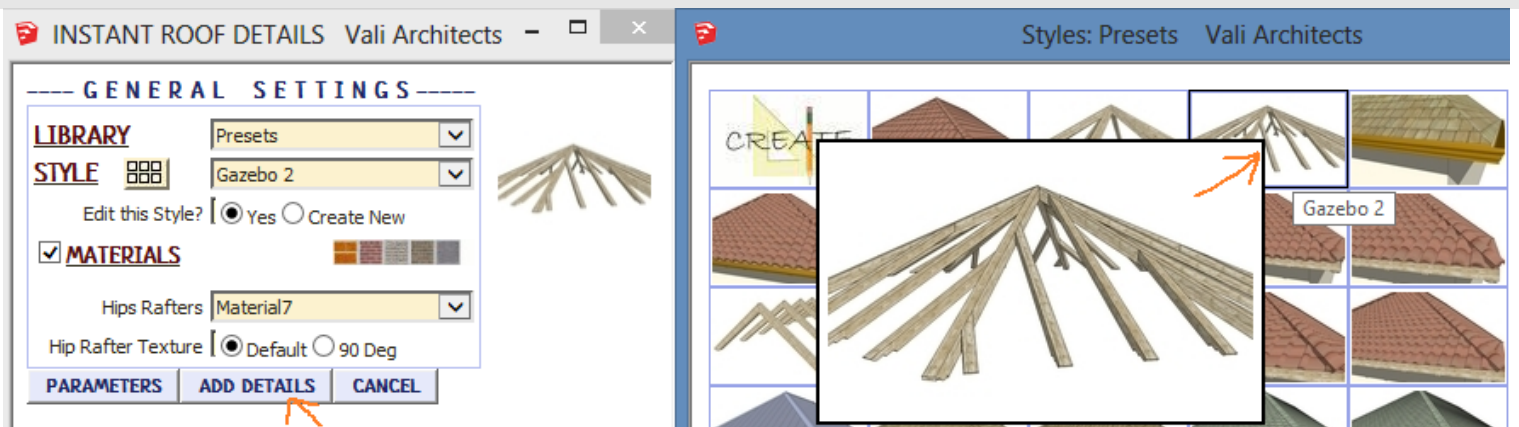 INSTANT ROOF DETAILS Vali Architects
---- GENERAL SETTINGS-----
LIBRARY Presets
STYLE Gazebo 2
Edit this Style? Yes Create New
MATERIALS
Hips Rafters Material7
Hip Rafter Texture Default 90 Deg
PARAMETERS ADD DETAILS CANCEL
Styles: Presets Vali Architects
CREATE
Gazebo 2